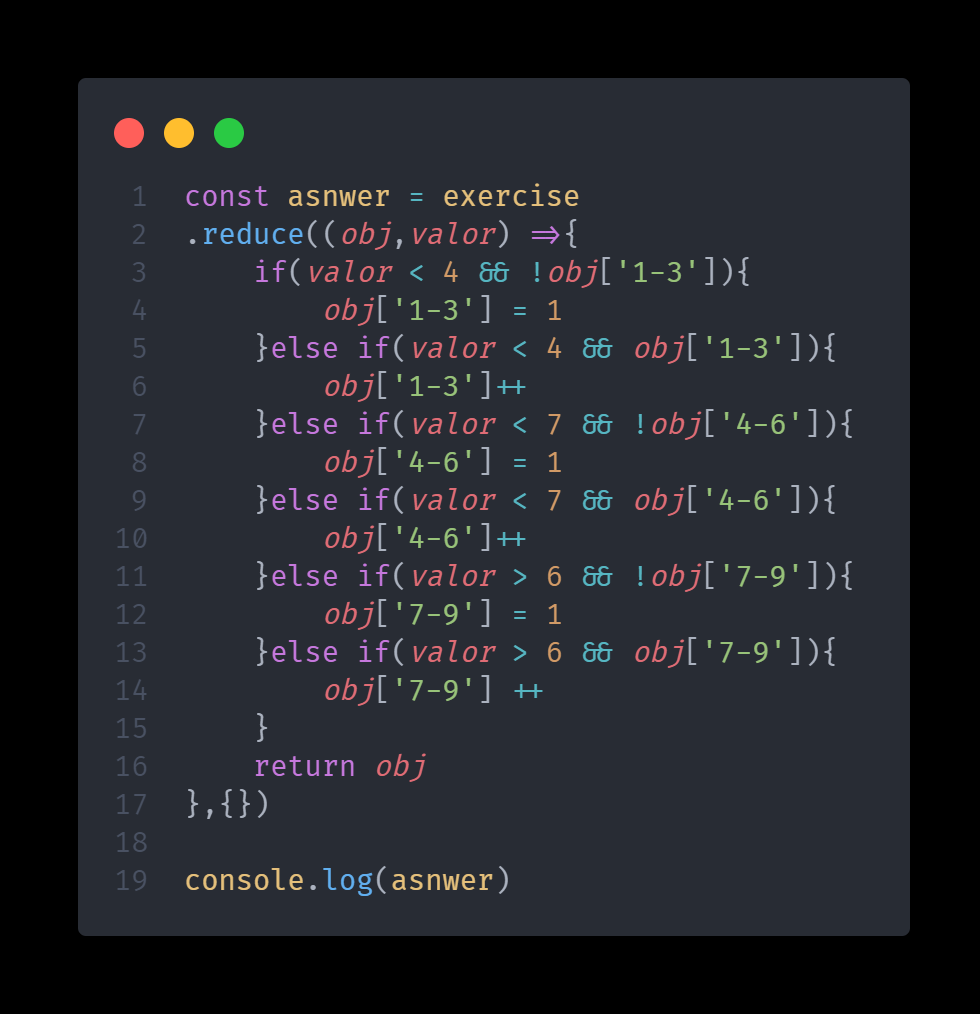 1 const asnwer = exercise
2 .reduce((obj,valor) =>{
3     if(valor < 4 && !obj['1-3']){
4         obj['1-3'] = 1
5     }else if(valor < 4 && obj['1-3']){
6         obj['1-3']++
7     }else if(valor < 7 && !obj['4-6']){
8         obj['4-6'] = 1
9     }else if(valor < 7 && obj['4-6']){
10         obj['4-6']++
11     }else if(valor > 6 && !obj['7-9']){
12         obj['7-9'] = 1
13     }else if(valor > 6 && obj['7-9']){
14         obj['7-9'] ++
15     }
16     return obj
17 },{})
18
19 console.log(asnwer)